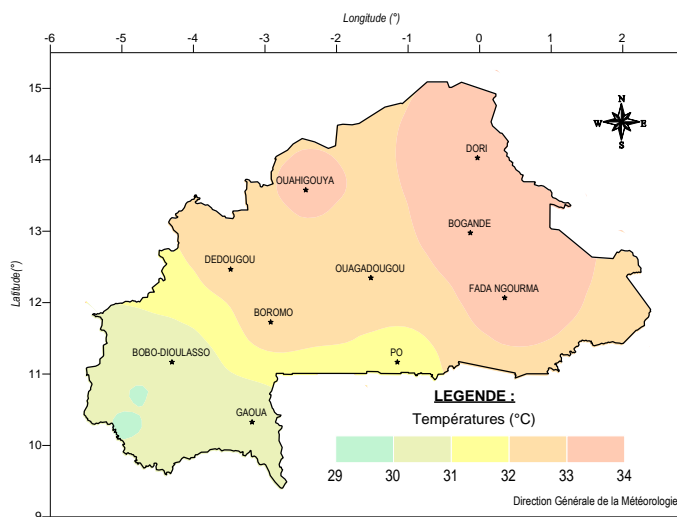 Longitude (°)
-6 -5 -4 -3 -2 -1 0 1 2
Latitude(°)
15
14
13
12
11
10
9
N
W E
S
DORI
OUAHIGOUYA
BOGANDE
DEDOUGOU
OUAGADOUGOU
FADA NGOURMA
BOROMO
BOBO-DIOULASSO
PO
GAOUA
LEGENDE :
Températures (°C)
29 30 31 32 33 34
Direction Générale de la Météorologie